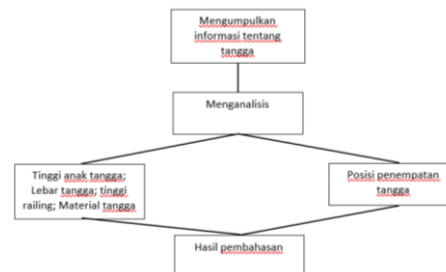 Mengumpulkan
informasi tentang
tangga
Menganalisis
Tinggi anak tangga;
Lebar tangga; tinggi
railing; Material tangga
Posisi penempatan
tangga
Hasil pembahasan